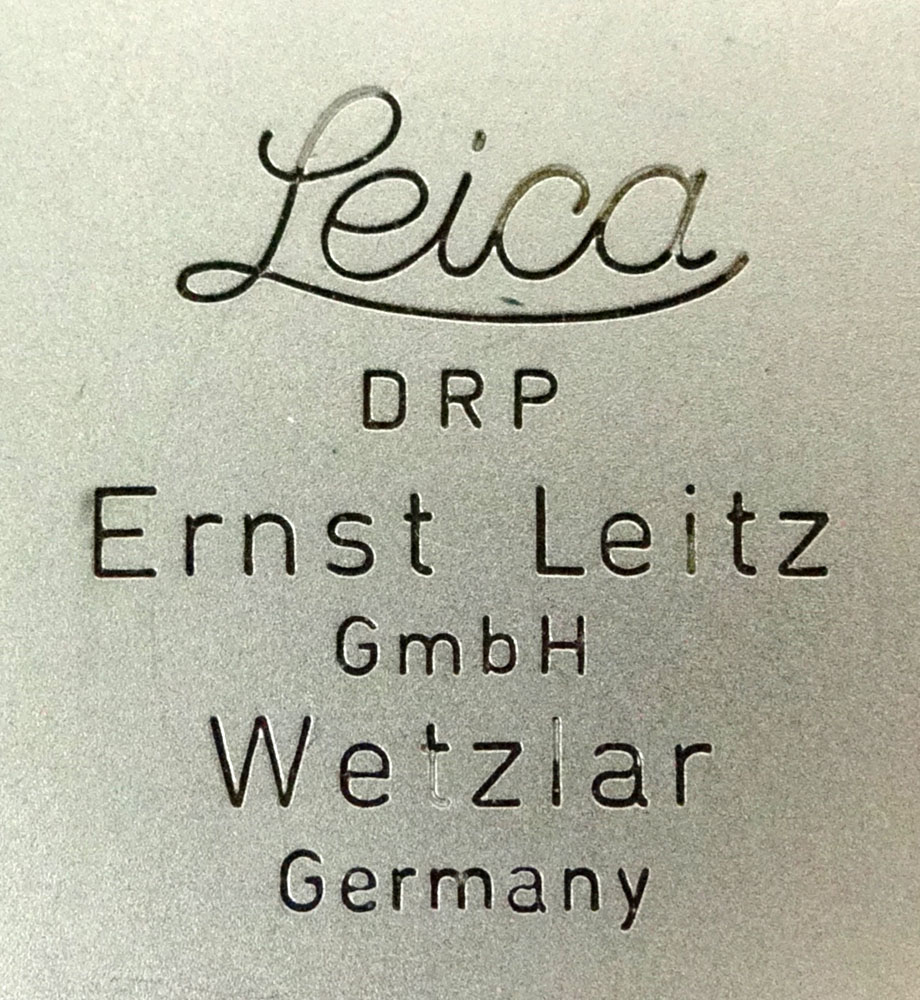 Leica
DRP
Ernst Leitz
GmbH
Wetzlar
Germany